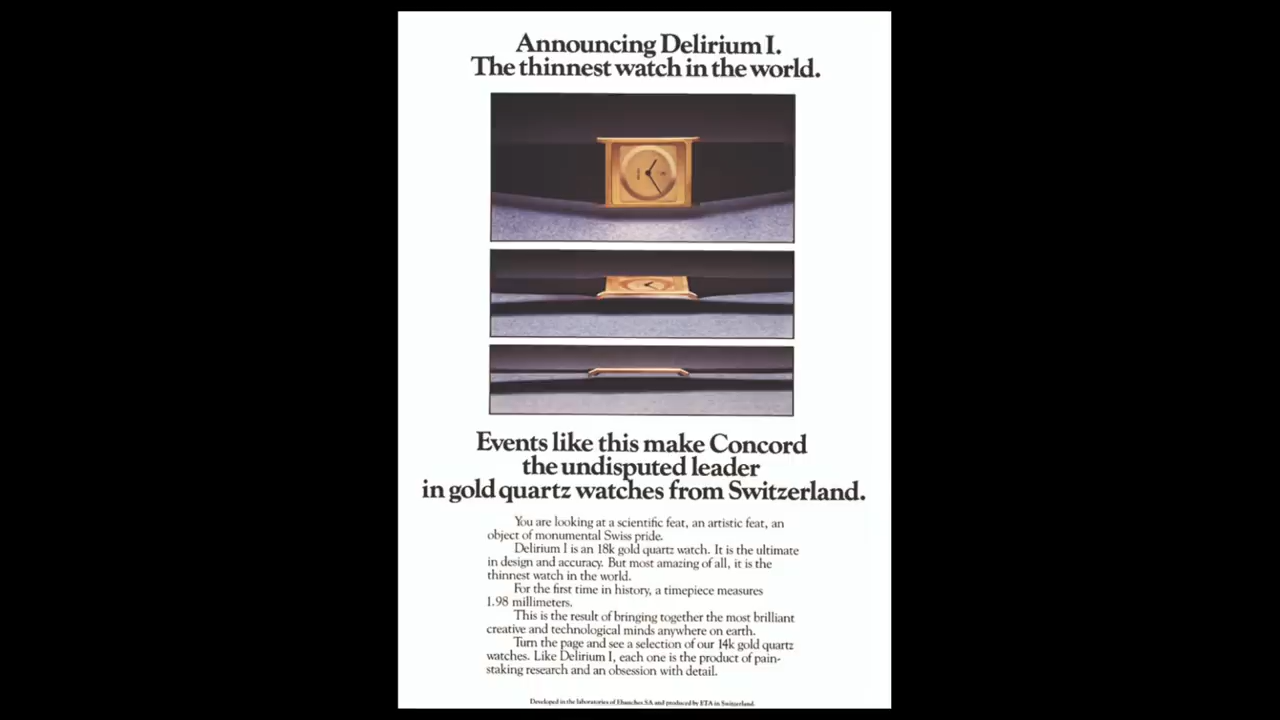 Announcing Delirium I.
The thinnest watch in the world.
Events like this make Concord
the undisputed leader
in gold quartz watches from Switzerland.
You are looking at a scientific feat, an artistic feat, an
object of monumental Swiss pride.
Delirium I is an 18k gold quartz watch. It is the ultimate
in design and accuracy. But most amazing of all, it is the
thinnest watch in the world.
For the first time in history, a timepiece measures
1.98 millimeters.
This is the result of bringing together the most brilliant
creative and technological minds anywhere on earth.
Turn the page and see a selection of our 14k gold quartz
watches. Like Delirium I, each one is the product of pain-
staking research and an obsession with detail.
Developed in the laboratories of Ebauches SA and produced by ETA in Switzerland.